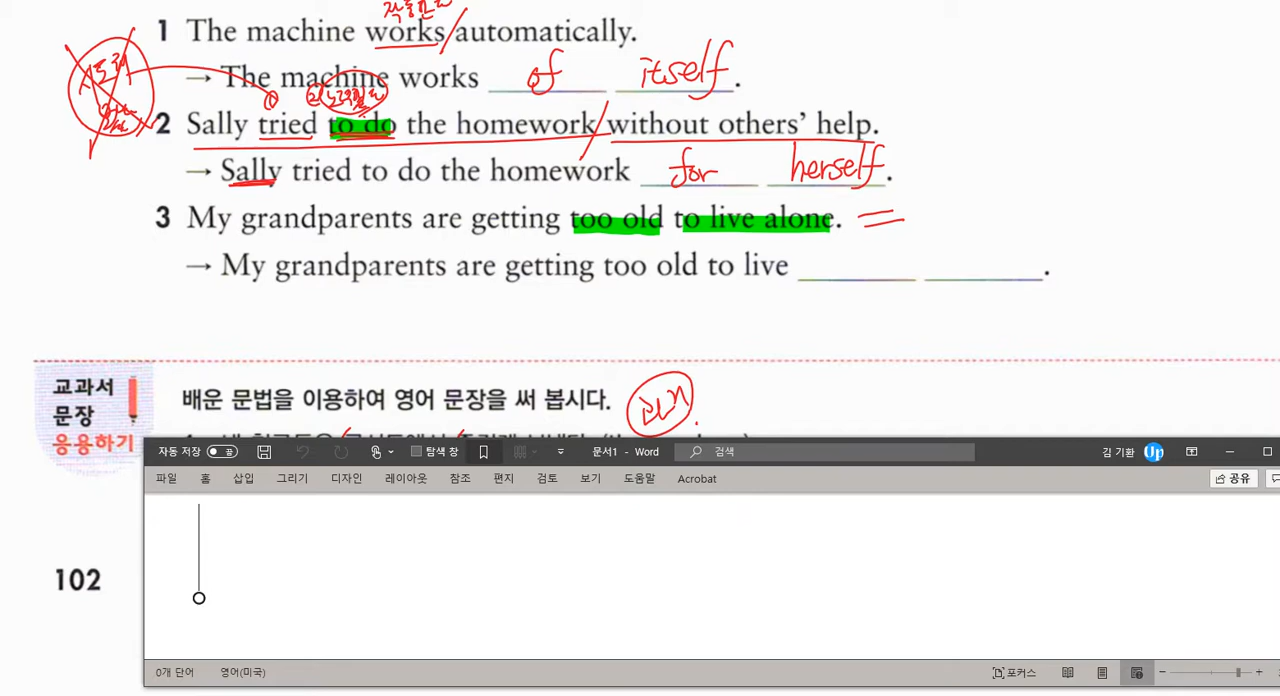 작동한다
1 The machine works/automatically.
→ The machine works of itself.
① ②
2 Sally tried to do the homework/without others' help.
→ Sally tried to do the homework for herself.
3 My grandparents are getting too old to live alone. =
→ My grandparents are getting too old to live ____ ____.
교과서
문장
응용하기
배운 문법을 이용하여 영어 문장을 써 봅시다.
자동 저장 끔 탐색 창 문서1 - Word 검색 김 기환
파일 홈 삽입 그리기 디자인 레이아웃 참조 편지 검토 보기 도움말 Acrobat 공유
102
0개 단어 영어(미국) 포커스